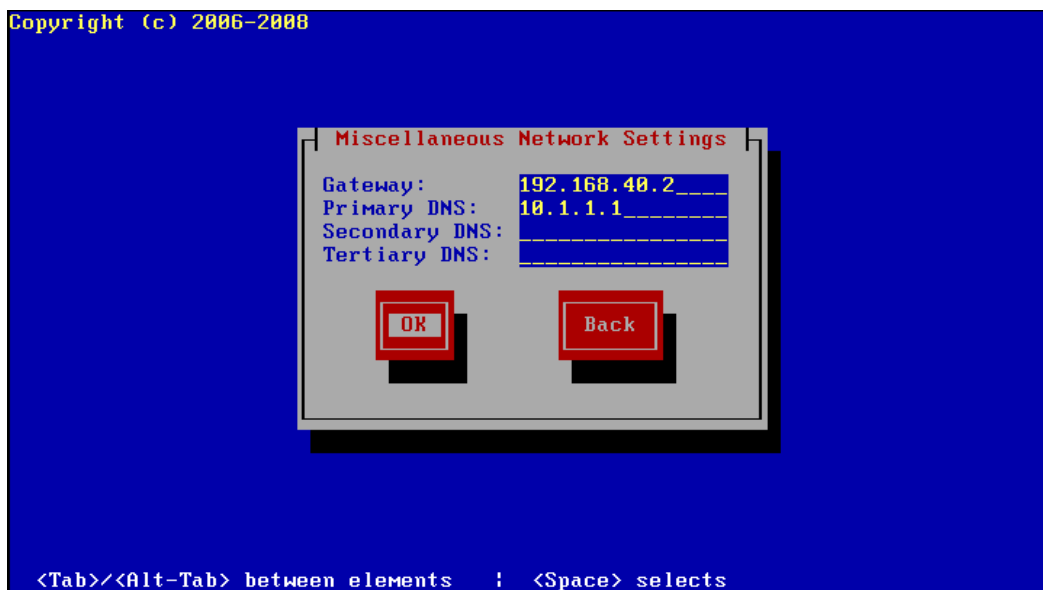 Copyright (c) 2006-2008
Miscellaneous Network Settings
Gateway: 192.168.40.2____
Primary DNS: 10.1.1.1________
Secondary DNS: ________________
Tertiary DNS: ________________
OK Back
<Tab>/<Alt-Tab> between elements ¦ <Space> selects